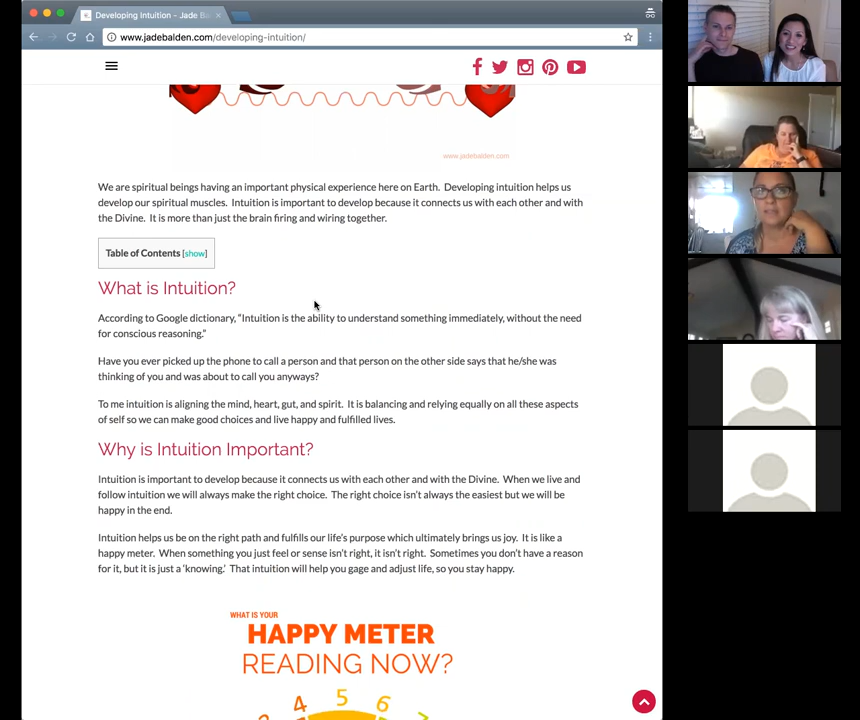 Developing Intuition - Jade Ba
www.jadebalden.com/developing-intuition/
www.jadebalden.com
We are spiritual beings having an important physical experience here on Earth. Developing intuition helps us
develop our spiritual muscles. Intuition is important to develop because it connects us with each other and with
the Divine. It is more than just the brain firing and wiring together.
Table of Contents [show]
What is Intuition?
According to Google dictionary, “Intuition is the ability to understand something immediately, without the need
for conscious reasoning.”
Have you ever picked up the phone to call a person and that person on the other side says that he/she was
thinking of you and was about to call you anyways?
To me intuition is aligning the mind, heart, gut, and spirit. It is balancing and relying equally on all these aspects
of self so we can make good choices and live happy and fulfilled lives.
Why is Intuition Important?
Intuition is important to develop because it connects us with each other and with the Divine. When we live and
follow intuition we will always make the right choice. The right choice isn’t always the easiest but we will be
happy in the end.
Intuition helps us be on the right path and fulfills our life’s purpose which ultimately brings us joy. It is like a
happy meter. When something you just feel or sense isn’t right, it isn’t right. Sometimes you don’t have a reason
for it, but it is just a ‘knowing.’ That intuition will help you gage and adjust life, so you stay happy.
WHAT IS YOUR
HAPPY METER
READING NOW?
4 5 6